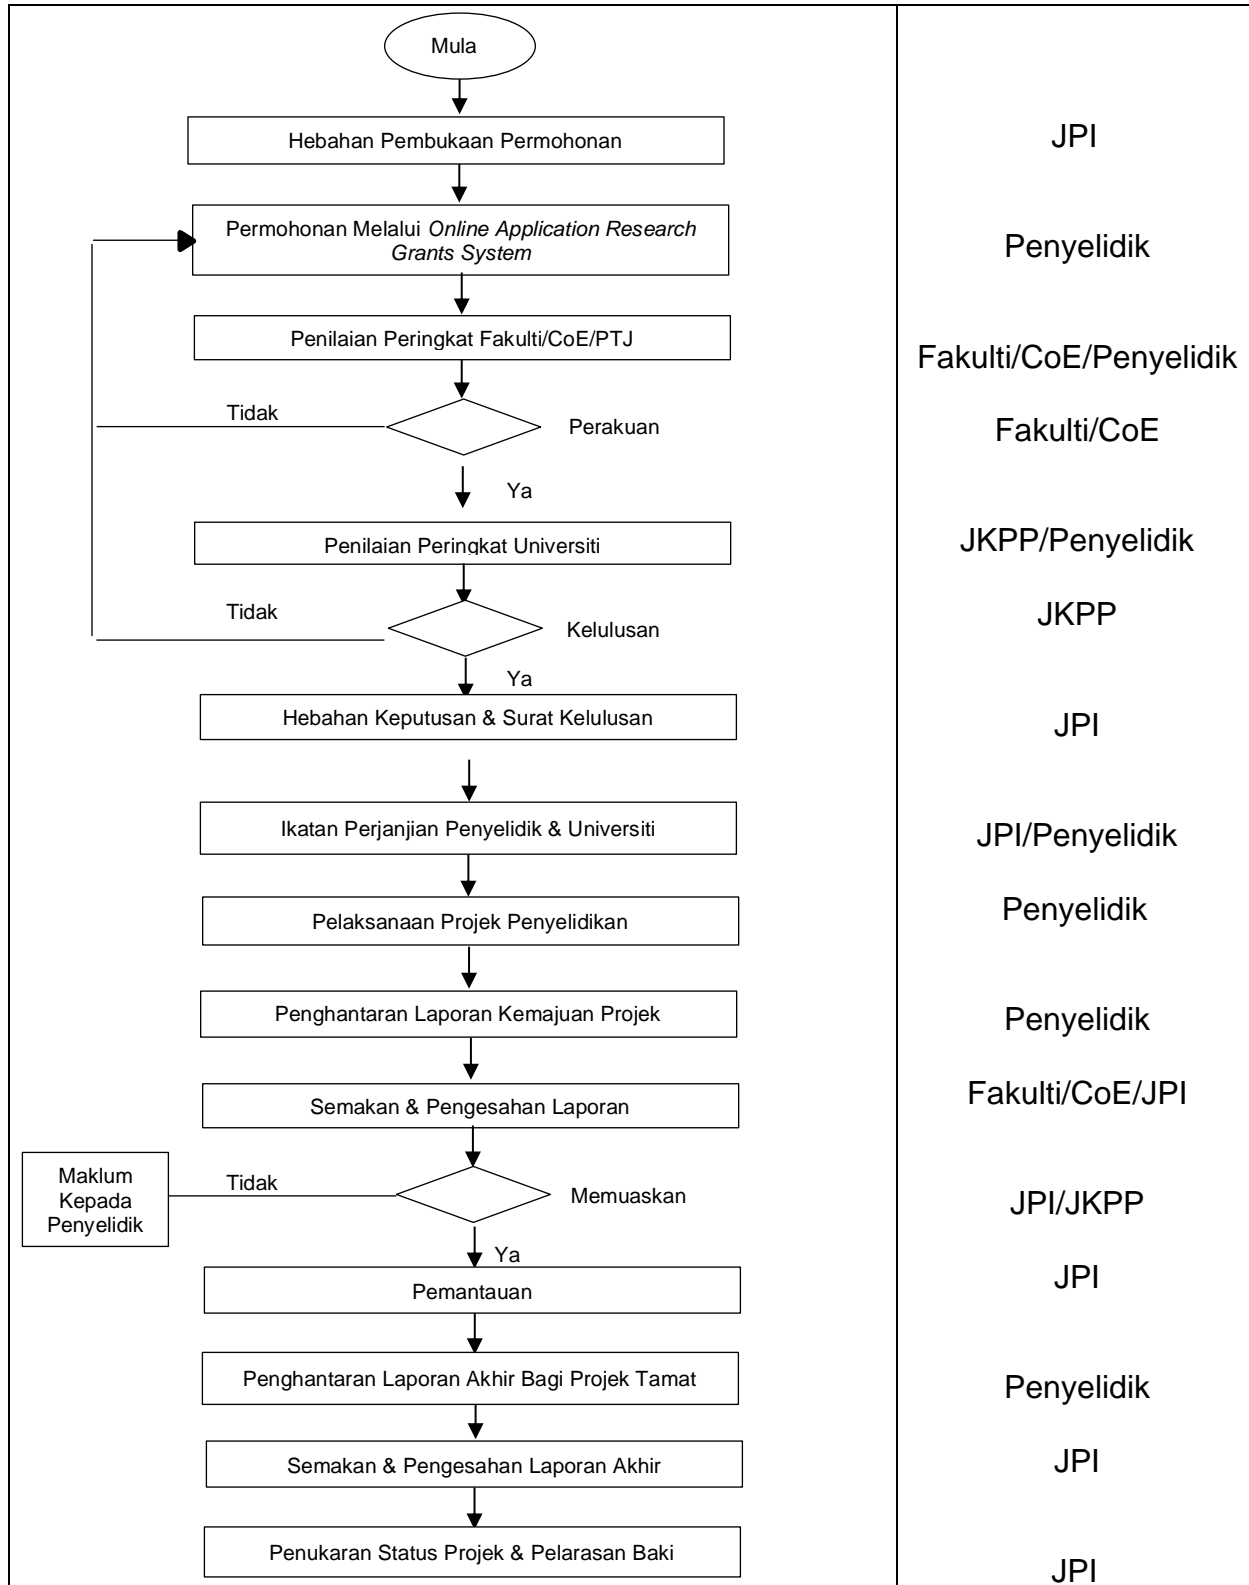 Mula
Hebahan Pembukaan Permohonan
JPI
Permohonan Melalui Online Application Research
Grants System
Penyelidik
Penilaian Peringkat Fakulti/CoE/PTJ
Fakulti/CoE/Penyelidik
Tidak
Perakuan
Fakulti/CoE
Ya
Penilaian Peringkat Universiti
JKPP/Penyelidik
Tidak
Kelulusan
JKPP
Ya
Hebahan Keputusan & Surat Kelulusan
JPI
Ikatan Perjanjian Penyelidik & Universiti
JPI/Penyelidik
Pelaksanaan Projek Penyelidikan
Penyelidik
Penghantaran Laporan Kemajuan Projek
Penyelidik
Semakan & Pengesahan Laporan
Fakulti/CoE/JPI
Maklum
Kepada
Penyelidik
Tidak
Memuaskan
JPI/JKPP
Ya
Pemantauan
JPI
Penghantaran Laporan Akhir Bagi Projek Tamat
Penyelidik
Semakan & Pengesahan Laporan Akhir
JPI
Penukaran Status Projek & Pelarasan Baki
JPI